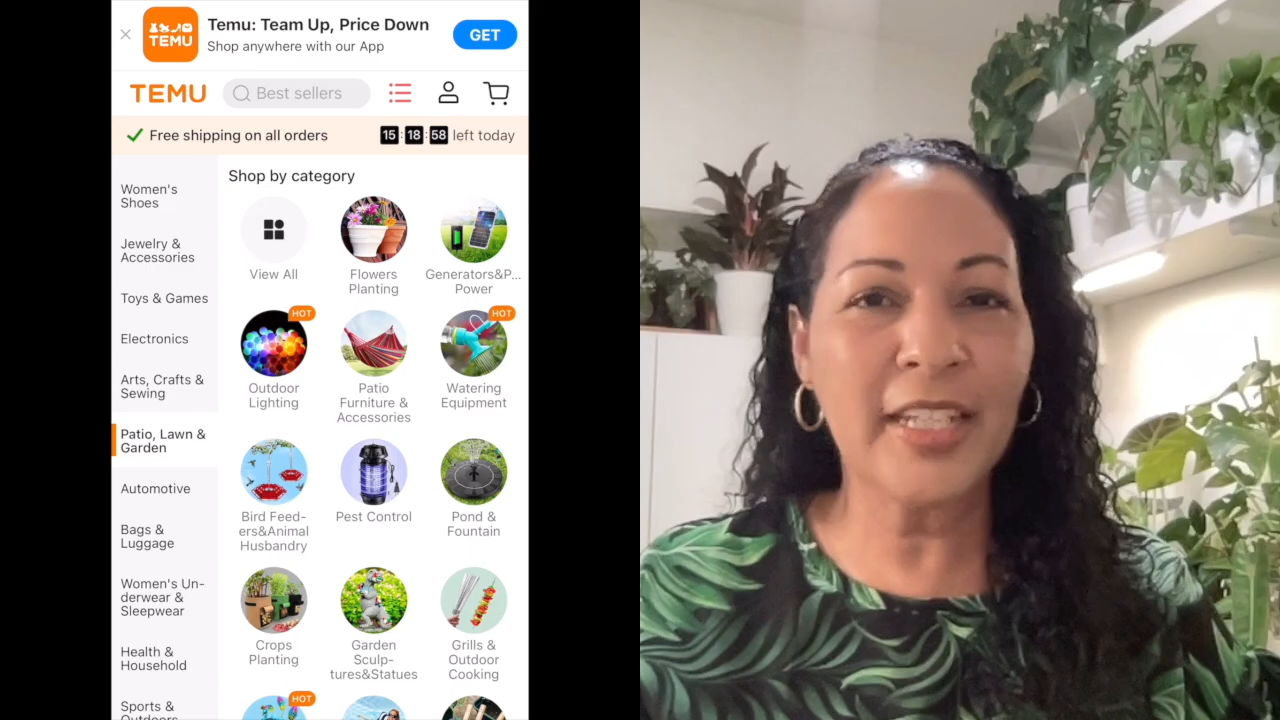 TEMU
Temu: Team Up, Price Down
Shop anywhere with our App
GET
TEMU
Best sellers
Free shipping on all orders
15:18:58 left today
Women's
Shoes
Jewelry &
Accessories
Toys & Games
Electronics
Arts, Crafts &
Sewing
Patio, Lawn &
Garden
Automotive
Bags &
Luggage
Women's Un-
derwear &
Sleepwear
Health &
Household
Sports &
Outdoors
Shop by category
View All
Flowers
Planting
Generators&P...
Power
HOT
Outdoor
Lighting
Patio
Furniture &
Accessories
HOT
Watering
Equipment
Bird Feed-
ers&Animal
Husbandry
Pest Control
Pond &
Fountain
Crops
Planting
Garden
Sculp-
tures&Statues
Grills &
Outdoor
Cooking
HOT